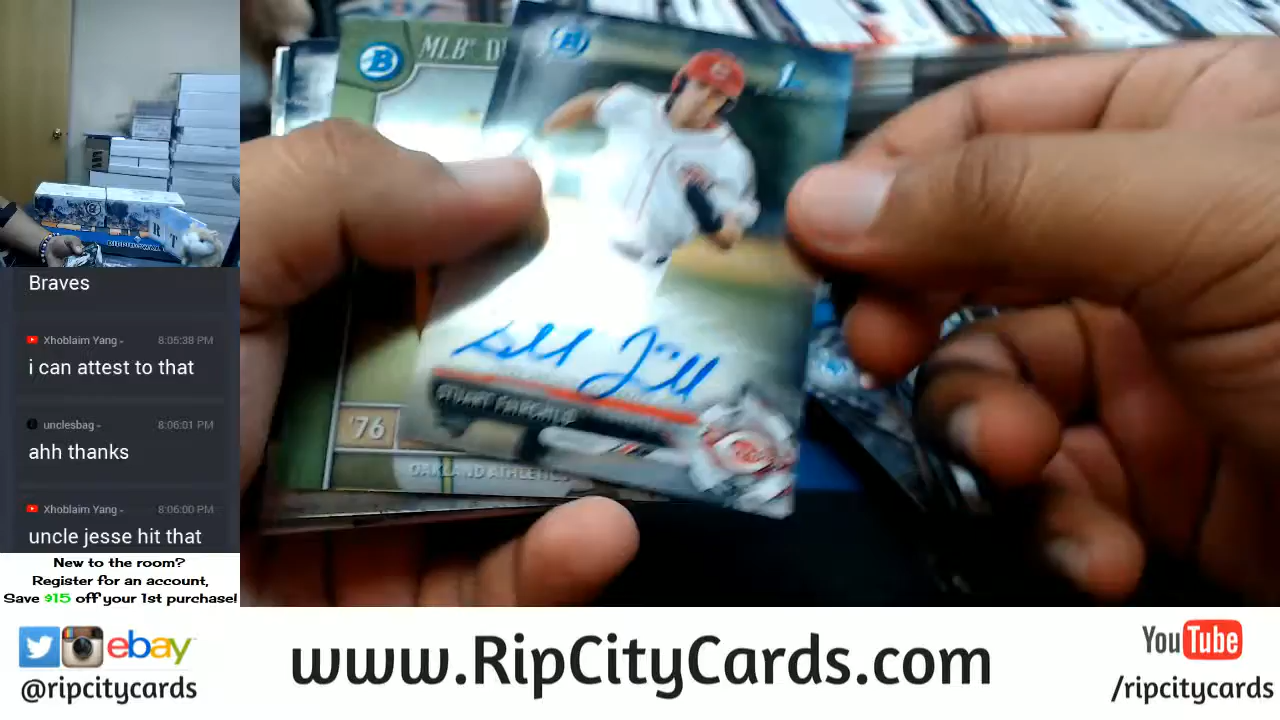 Braves
Xhoblaim Yang
8:05:38 PM
i can attest to that
unclesbag
8:06:01 PM
ahh thanks
Xhoblaim Yang
8:06:00 PM
uncle jesse hit that
New to the room?
Register for an account,
Save $15 off your 1st purchase!
B
MLB
B
1st
STUART FAIRCHILD
'76
OAKLAND ATHLETICS
R T
ebay
@ripcitycards
www.RipCityCards.com
YouTube
/ripcitycards